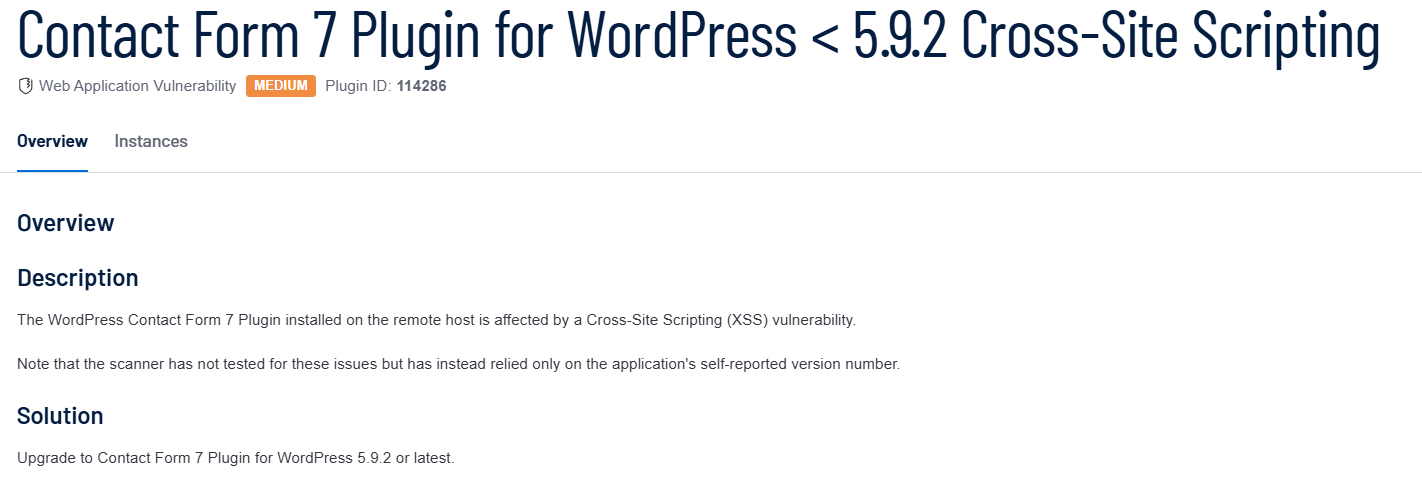 Contact Form 7 Plugin for WordPress < 5.9.2 Cross-Site Scripting
Web Application Vulnerability MEDIUM Plugin ID: 114286
Overview Instances
Overview
Description
The WordPress Contact Form 7 Plugin installed on the remote host is affected by a Cross-Site Scripting (XSS) vulnerability.
Note that the scanner has not tested for these issues but has instead relied only on the application's self-reported version number.
Solution
Upgrade to Contact Form 7 Plugin for WordPress 5.9.2 or latest.